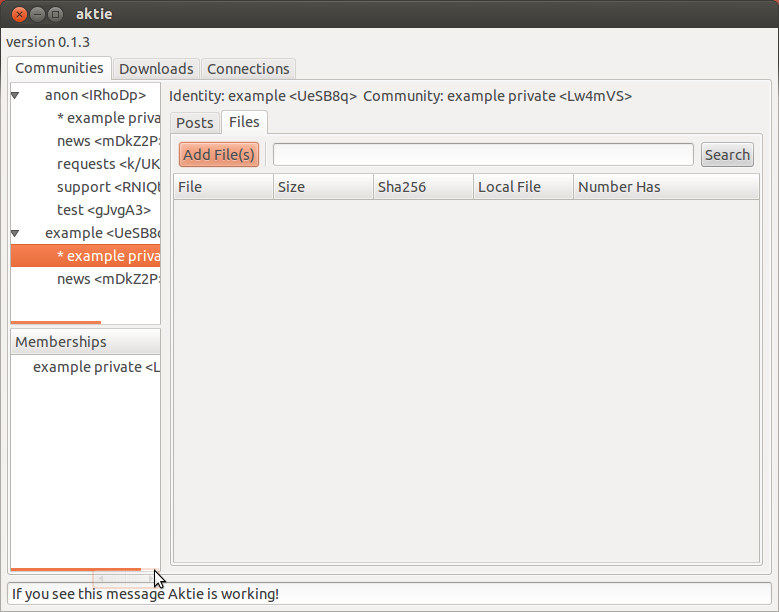 aktie
version 0.1.3
Communities Downloads Connections
anon <IRhoDp>
* example priva
news <mDkZ2P>
requests <k/UK
support <RNIQt
test <gJvgA3>
example <UeSB8q
* example priva
news <mDkZ2P>
Memberships
example private <L
Identity: example <UeSB8q> Community: example private <Lw4mVS>
Posts Files
Add File(s) Search
File Size Sha256 Local File Number Has
If you see this message Aktie is working!